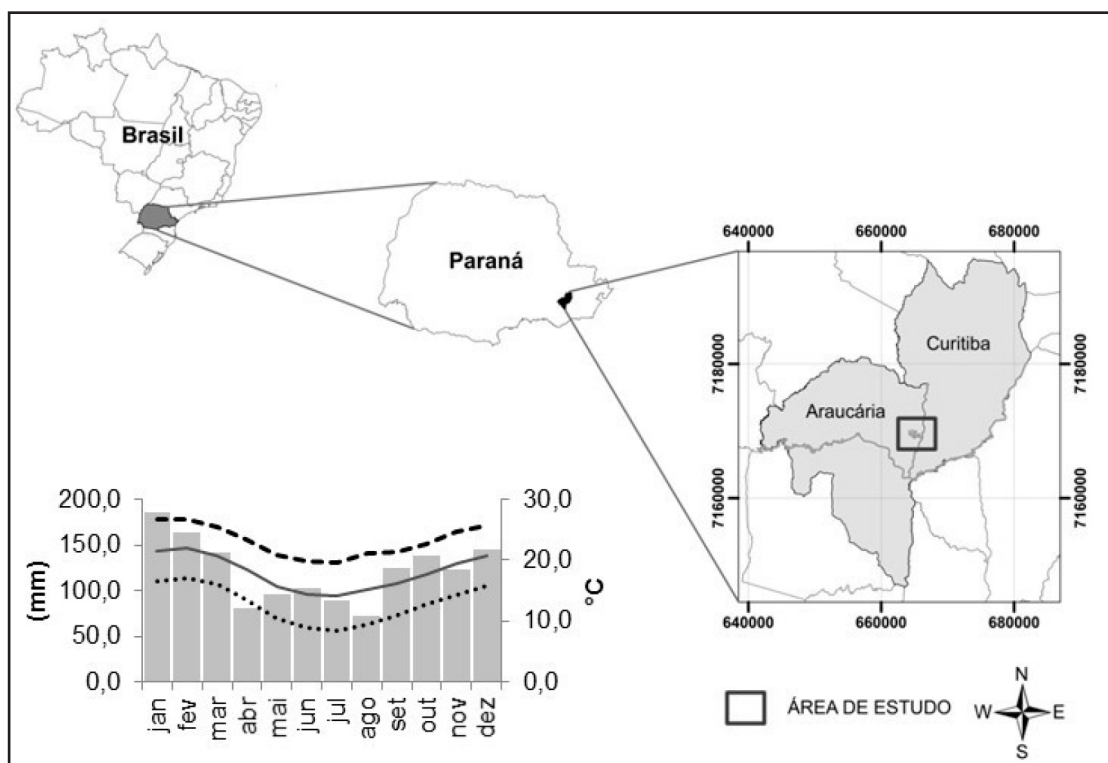 Brasil
Paraná
640000 660000 680000
Curitiba
Araucária
7180000 7180000
7160000 7160000
640000 660000 680000
200,0 30,0
150,0
20,0
100,0
10,0
50,0
0,0 0,0
(mm)
°C
jan
fev
mar
abr
mai
jun
jul
ago
set
out
nov
dez
ÁREA DE ESTUDO
N
W E
S